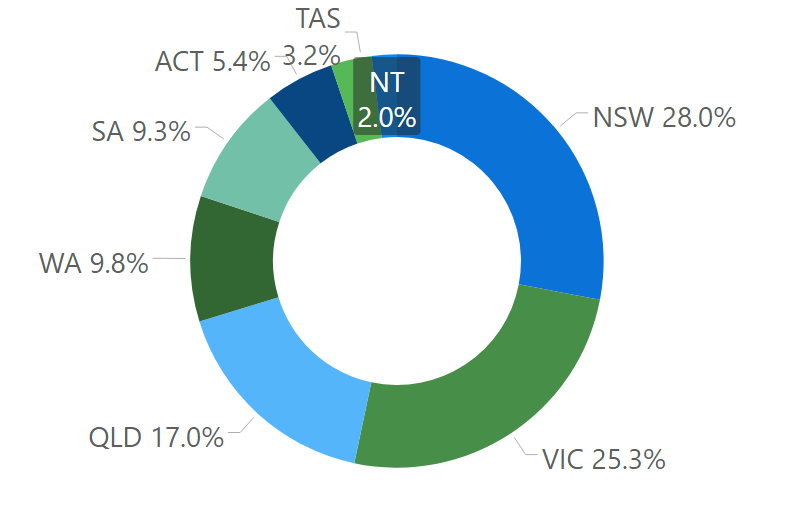 TAS
3.2%
ACT 5.4%
NT
2.0%
NSW 28.0%
SA 9.3%
WA 9.8%
QLD 17.0%
VIC 25.3%